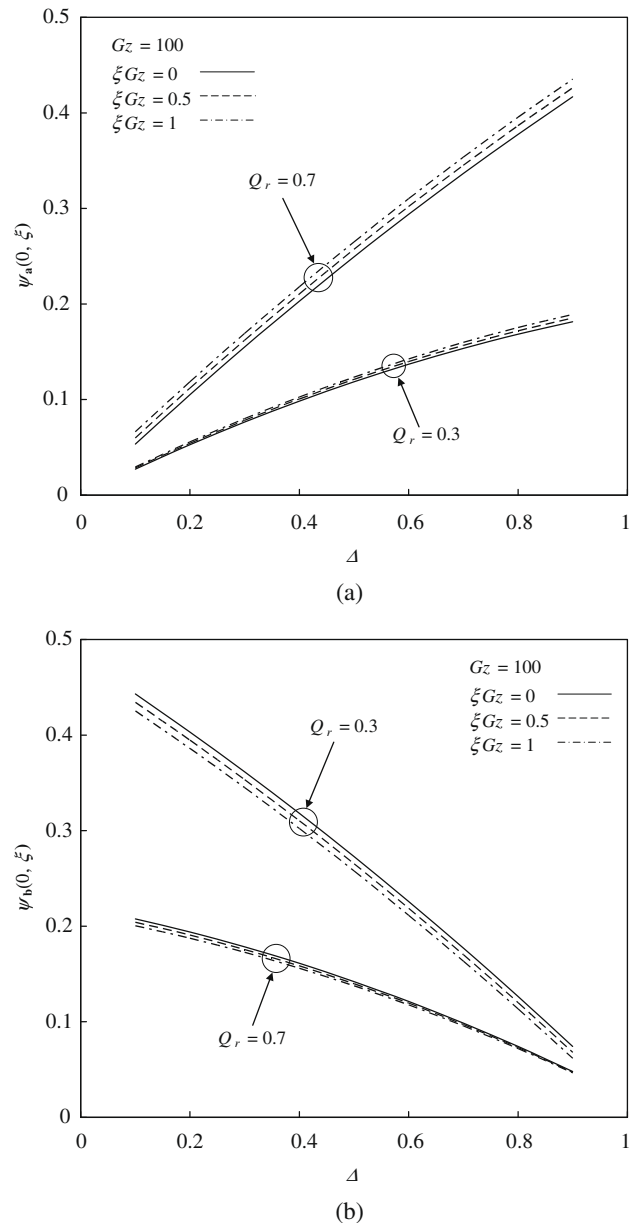 0.5
Gz = 100
ξGz = 0
ξGz = 0.5
ξGz = 1
0.4
Q r = 0.7
0.3
ψa(0, ξ)
0.2
0.1
Q r = 0.3
0
0 0.2 0.4 0.6 0.8 1
Δ
(a)
0.5
Gz = 100
ξGz = 0
ξGz = 0.5
ξGz = 1
0.4
Q r = 0.3
0.3
ψb(0, ξ)
0.2
0.1
Q r = 0.7
0
0 0.2 0.4 0.6 0.8 1
Δ
(b)